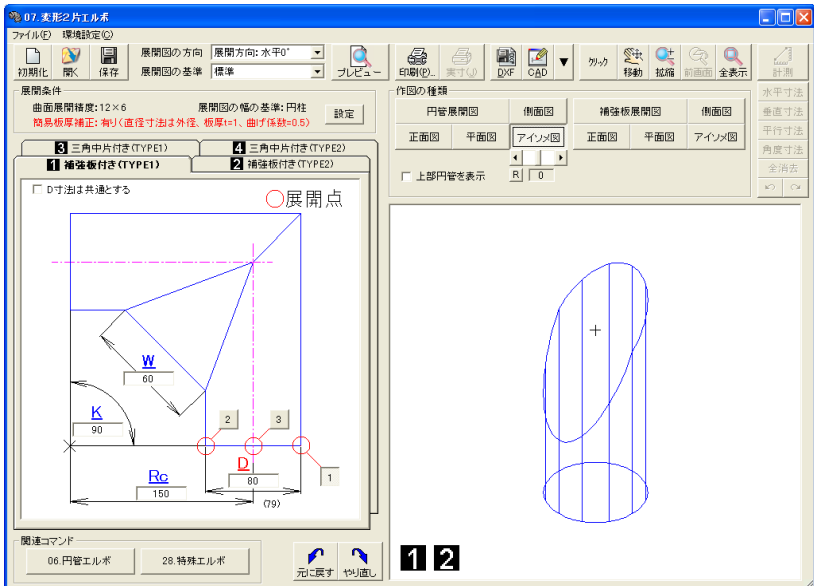 07.変形2片エルボ
ファイル(F) 環境設定(C)
初期化 開く 保存
展開図の方向 展開方向:水平0°
展開図の基準 標準
プレビュー
印刷(P).. 実寸(J) DXF CAD ▼
クリック 移動 拡縮 前画面 全表示 計測
展開条件
曲面展開精度:12×6 展開図の幅の基準:円柱
簡易板厚補正:有り(直径寸法は外径、板厚t=1、曲げ係数=0.5)
設定
3 三角中片付き(TYPE1) 4 三角中片付き(TYPE2)
1 補強板付き(TYPE1) 2 補強板付き(TYPE2)
D寸法は共通とする
○展開点
W
60
K
90
2 3
D
80
1
Rc
150
(79)
関連コマンド
06.円管エルボ 28.特殊エルボ
元に戻す やり直し
作図の種類
円管展開図 側面図 補強板展開図 側面図
正面図 平面図 アイソメ図 正面図 平面図 アイソメ図
上部円管を表示 R 0
水平寸法
垂直寸法
平行寸法
角度寸法
全消去
1 2